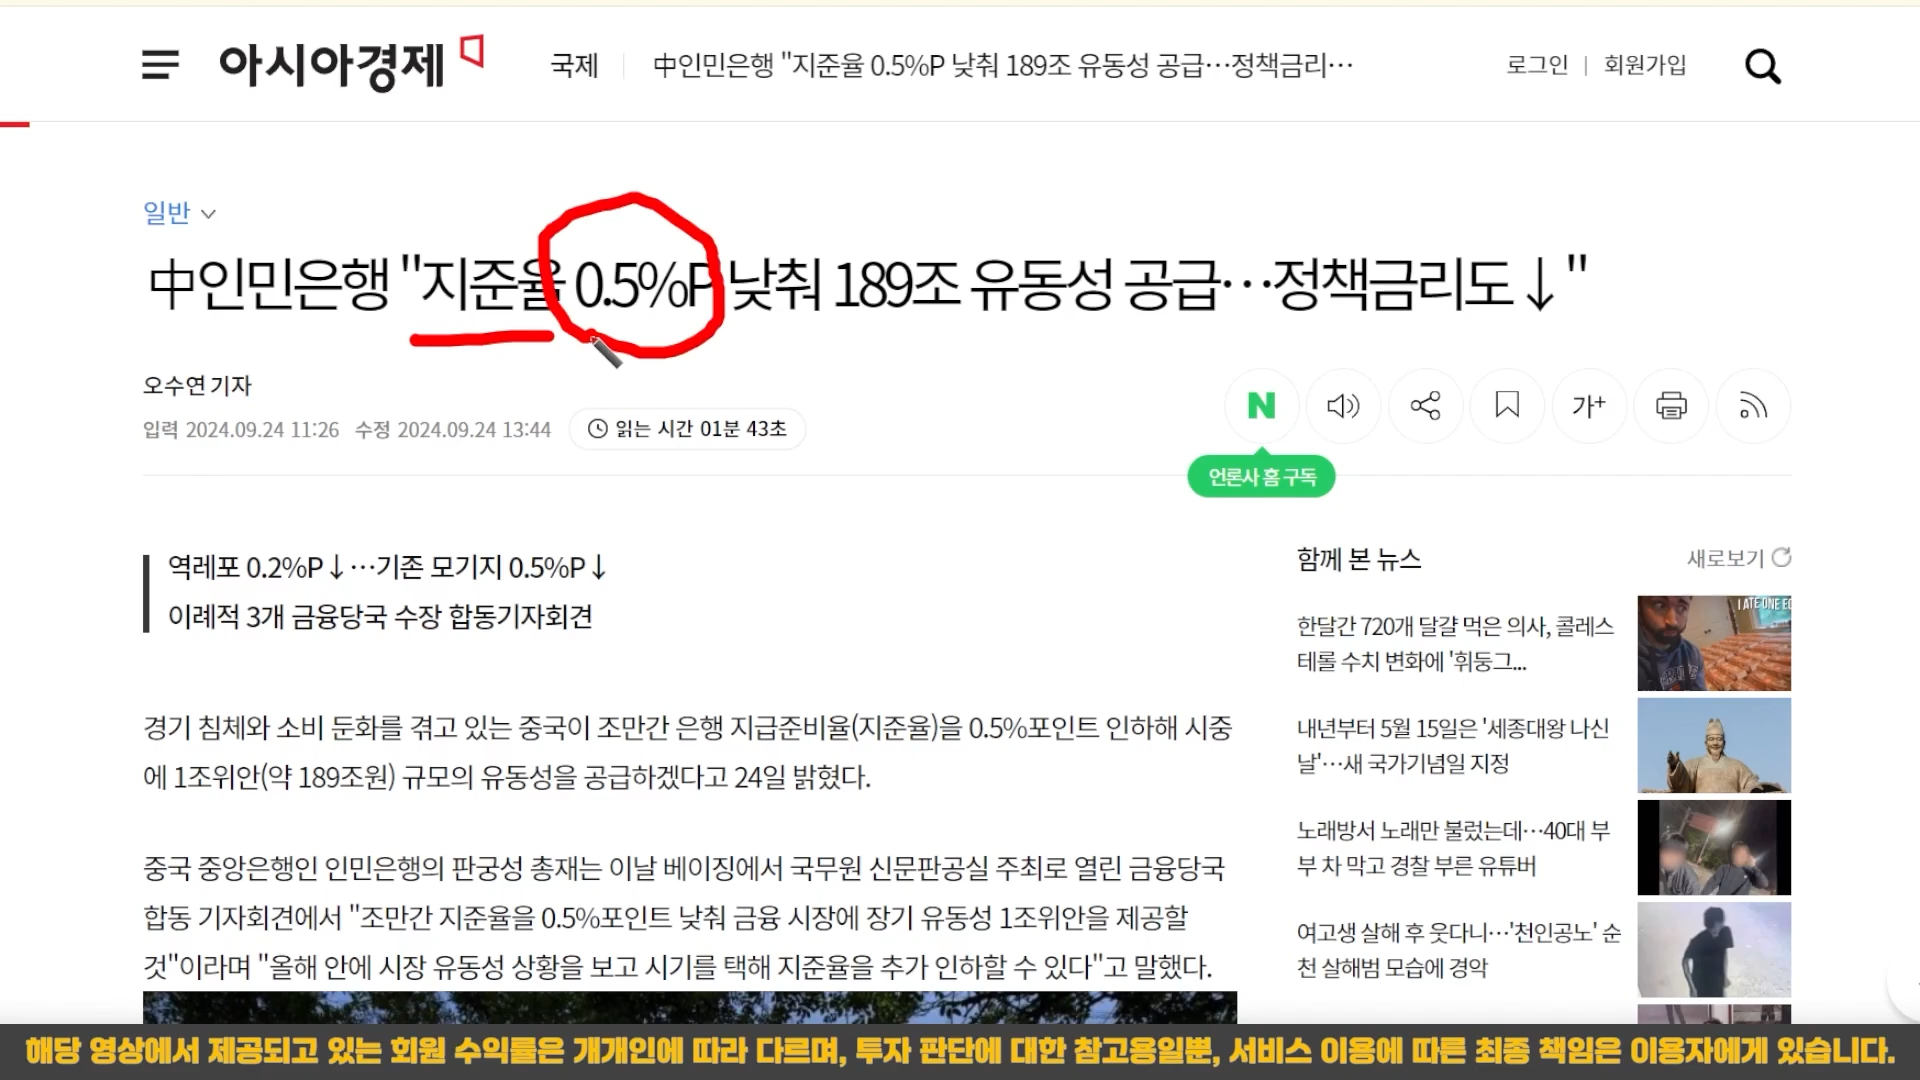 아시아경제
국제
中인민은행 "지준율 0.5%P 낮춰 189조 유동성 공급…정책금리…
로그인 | 회원가입
일반
中인민은행 "지준율 0.5%P 낮춰 189조 유동성 공급…정책금리도↓"
오수연 기자
입력 2024.09.24 11:26 수정 2024.09.24 13:44
읽는 시간 01분 43초
N
가+
언론사 홈 구독
역레포 0.2%P↓…기존 모기지 0.5%P↓
이례적 3개 금융당국 수장 합동기자회견
경기 침체와 소비 둔화를 겪고 있는 중국이 조만간 은행 지급준비율(지준율)을 0.5%포인트 인하해 시중
에 1조위안(약 189조원) 규모의 유동성을 공급하겠다고 24일 밝혔다.
중국 중앙은행인 인민은행의 판궁성 총재는 이날 베이징에서 국무원 신문판공실 주최로 열린 금융당국
합동 기자회견에서 "조만간 지준율을 0.5%포인트 낮춰 금융 시장에 장기 유동성 1조위안을 제공할
것"이라며 "올해 안에 시장 유동성 상황을 보고 시기를 택해 지준율을 추가 인하할 수 있다"고 말했다.
함께 본 뉴스
새로보기
한달간 720개 달걀 먹은 의사, 콜레스
테롤 수치 변화에 '휘둥그...
I ATE ONE EG
내년부터 5월 15일은 '세종대왕 나신
날'…새 국가기념일 지정
노래방서 노래만 불렀는데…40대 부
부 차 막고 경찰 부른 유튜버
여고생 살해 후 웃다니…'천인공노' 순
천 살해범 모습에 경악
해당 영상에서 제공되고 있는 회원 수익률은 개개인에 따라 다르며, 투자 판단에 대한 참고용일뿐, 서비스 이용에 따른 최종 책임은 이용자에게 있습니다.